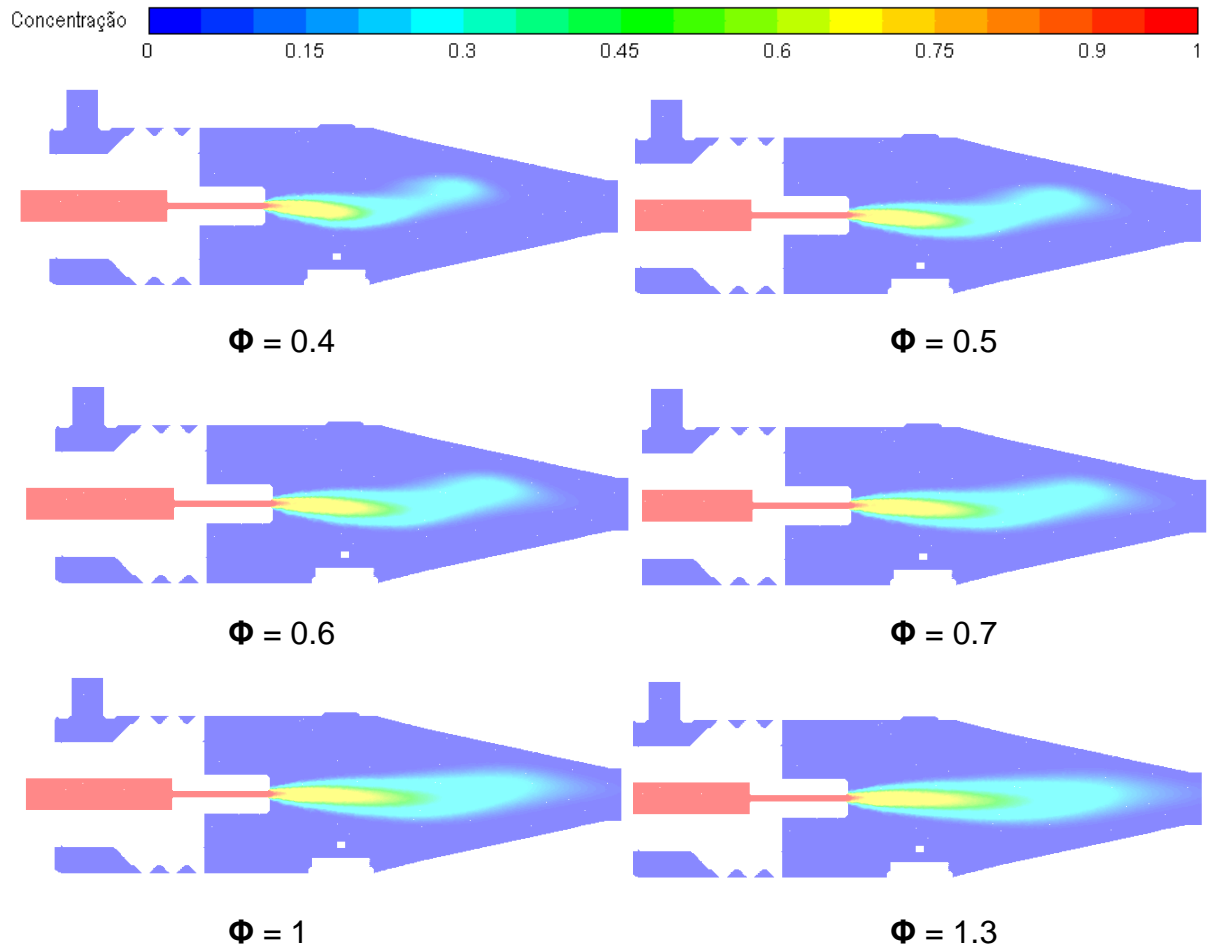 Concentração
0 0.15 0.3 0.45 0.6 0.75 0.9 1
Φ = 0.4
Φ = 0.5
Φ = 0.6
Φ = 0.7
Φ = 1
Φ = 1.3